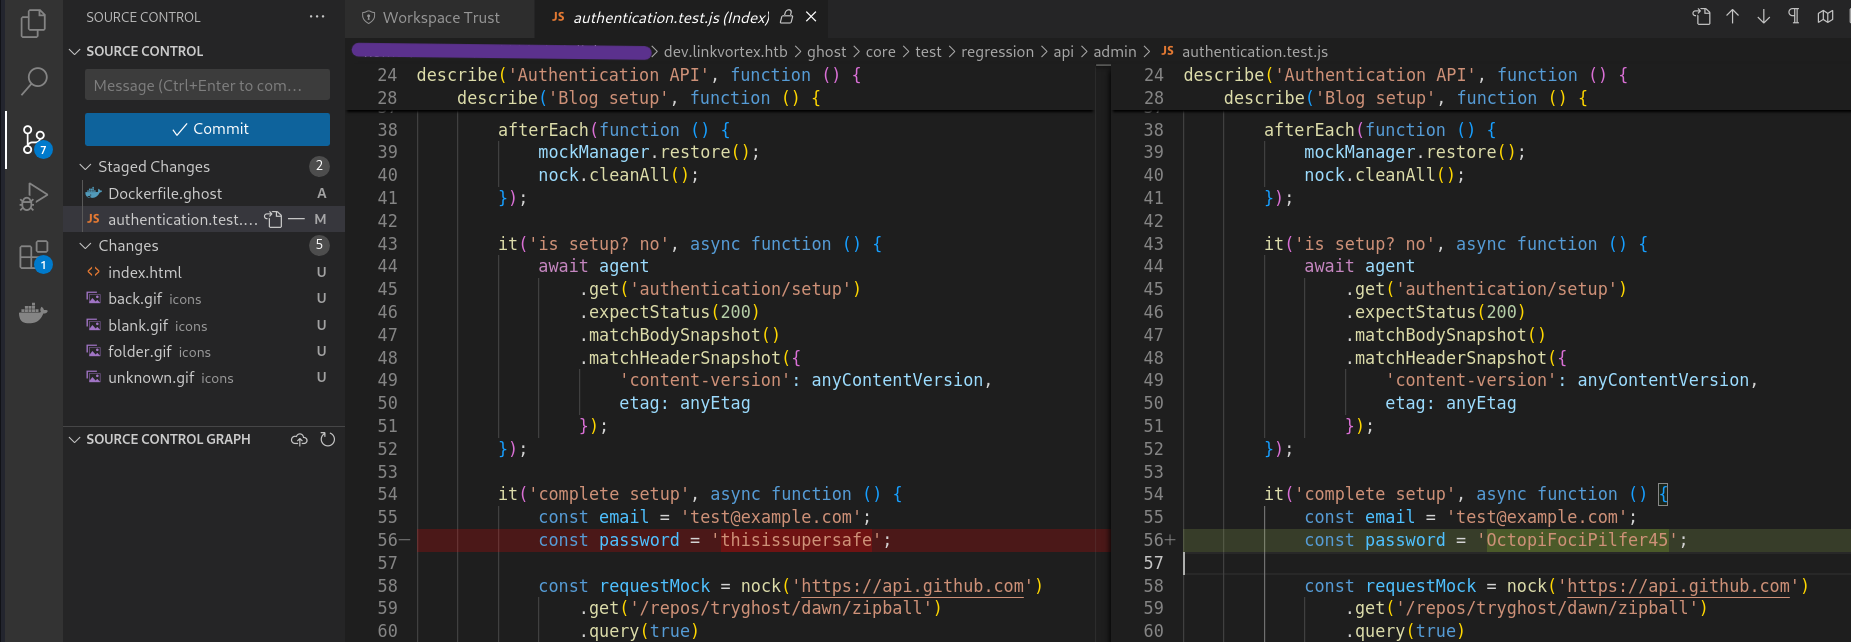 SOURCE CONTROL ···
SOURCE CONTROL
Message (Ctrl+Enter to com...
Commit
Staged Changes 2
Dockerfile.ghost A
JS authentication.test.... M
Changes 5
index.html U
back.gif icons U
blank.gif icons U
folder.gif icons U
unknown.gif icons U
SOURCE CONTROL GRAPH
7
1
Workspace Trust
JS authentication.test.js (Index)
dev.linkvortex.htb > ghost > core > test > regression > api > admin > JS authentication.test.js
24 describe('Authentication API', function () {
28 describe('Blog setup', function () {
38 afterEach(function () {
39 mockManager.restore();
40 nock.cleanAll();
41 });
42
43 it('is setup? no', async function () {
44 await agent
45 .get('authentication/setup')
46 .expectStatus(200)
47 .matchBodySnapshot()
48 .matchHeaderSnapshot({
49 'content-version': anyContentVersion,
50 etag: anyEtag
51 });
52 });
53
54 it('complete setup', async function () {
55 const email = 'test@example.com';
56— const password = 'thisissupersafe';
57
58 const requestMock = nock('https://api.github.com')
59 .get('/repos/tryghost/dawn/zipball')
60 .query(true)
24 describe('Authentication API', function () {
28 describe('Blog setup', function () {
38 afterEach(function () {
39 mockManager.restore();
40 nock.cleanAll();
41 });
42
43 it('is setup? no', async function () {
44 await agent
45 .get('authentication/setup')
46 .expectStatus(200)
47 .matchBodySnapshot()
48 .matchHeaderSnapshot({
49 'content-version': anyContentVersion,
50 etag: anyEtag
51 });
52 });
53
54 it('complete setup', async function () {
55 const email = 'test@example.com';
56+ const password = 'OctopiFociPilfer45';
57
58 const requestMock = nock('https://api.github.com')
59 .get('/repos/tryghost/dawn/zipball')
60 .query(true)